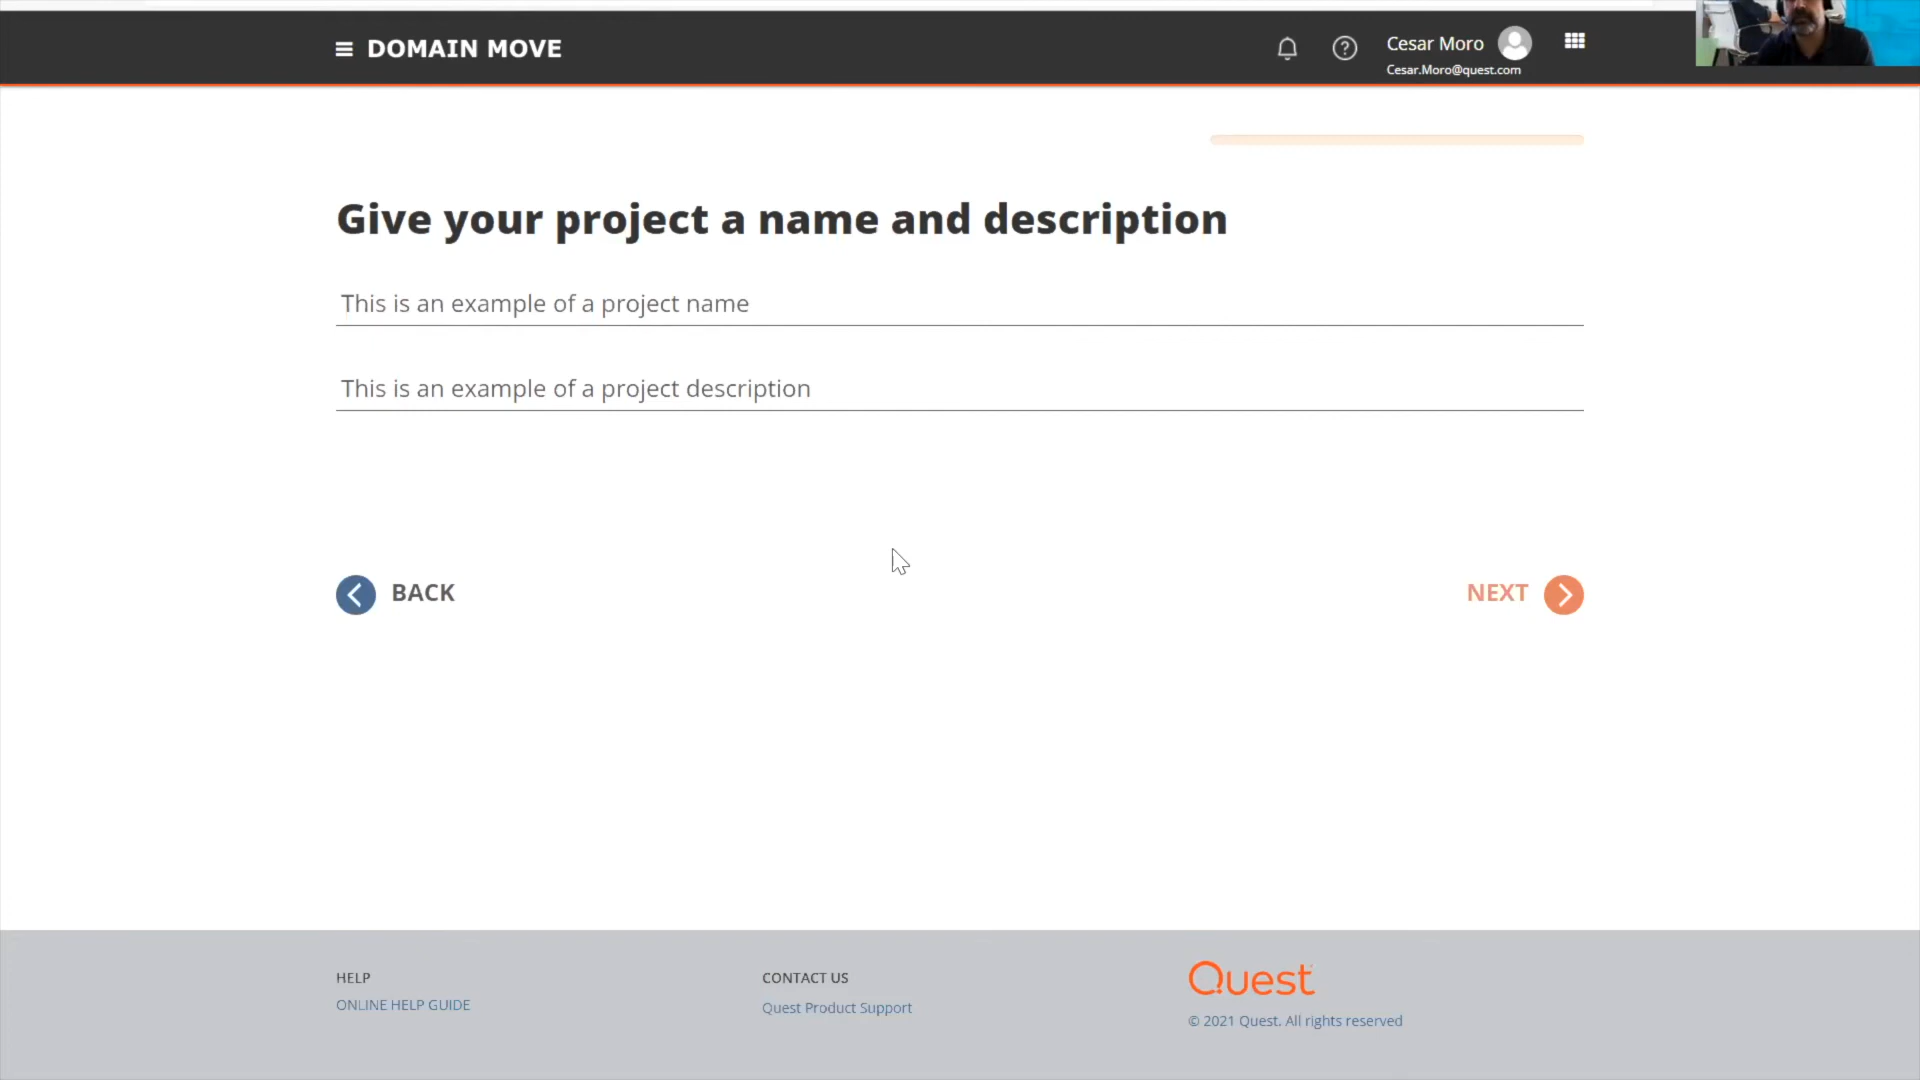 DOMAIN MOVE
Cesar Moro
Cesar.Moro@quest.com
Give your project a name and description
This is an example of a project name
This is an example of a project description
BACK
NEXT
HELP
ONLINE HELP GUIDE
CONTACT US
Quest Product Support
Quest
© 2021 Quest. All rights reserved